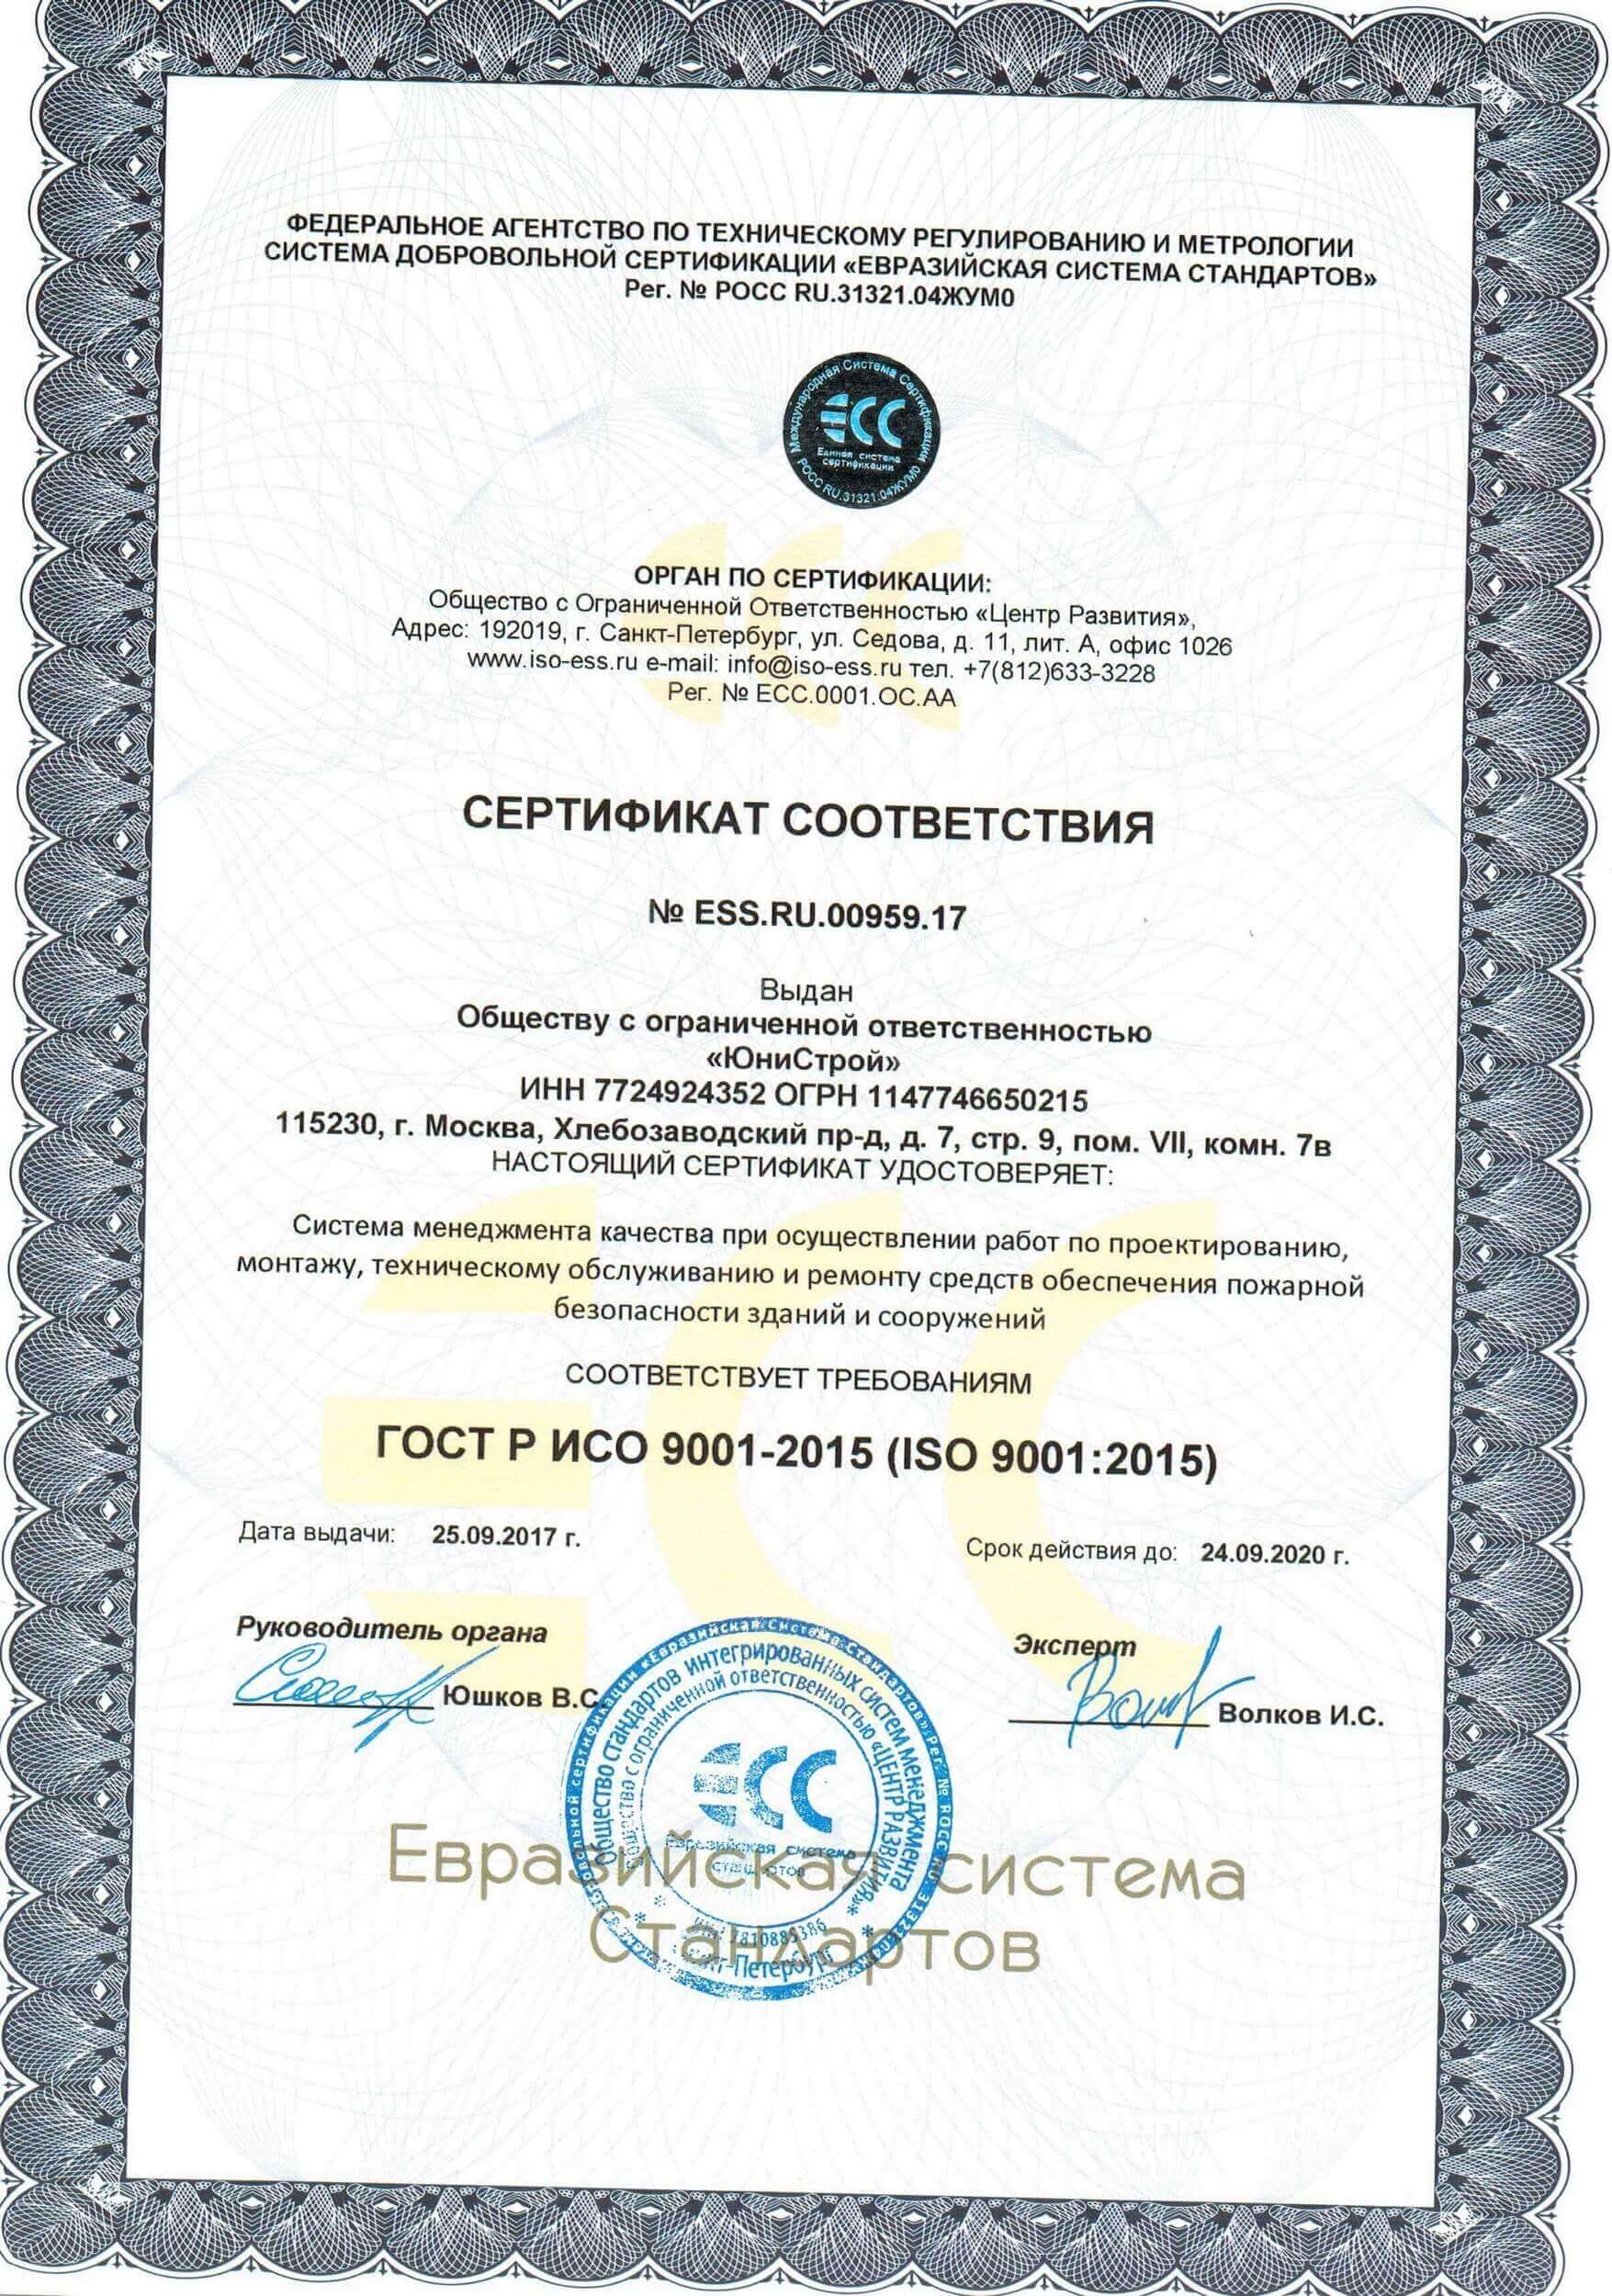 ФЕДЕРАЛЬНОЕ АГЕНТСТВО ПО ТЕХНИЧЕСКОМУ РЕГУЛИРОВАНИЮ И МЕТРОЛОГИИ
СИСТЕМА ДОБРОВОЛЬНОЙ СЕРТИФИКАЦИИ «ЕВРАЗИЙСКАЯ СИСТЕМА СТАНДАРТОВ»
Рег. № РОСС RU.31321.04ЖУМ0
Международная Система Сертификации
ЕСС
Единая система
сертификации
РОСС RU.31321.04ЖУМ0
ОРГАН ПО СЕРТИФИКАЦИИ:
Общество с Ограниченной Ответственностью «Центр Развития»,
Адрес: 192019, г. Санкт-Петербург, ул. Седова, д. 11, лит. А, офис 1026
www.iso-ess.ru e-mail: info@iso-ess.ru тел. +7(812)633-3228
Рег. № ЕСС.0001.ОС.АА
СЕРТИФИКАТ СООТВЕТСТВИЯ
№ ESS.RU.00959.17
Выдан
Обществу с ограниченной ответственностью
«ЮниСтрой»
ИНН 7724924352 ОГРН 1147746650215
115230, г. Москва, Хлебозаводский пр-д, д. 7, стр. 9, пом. VII, комн. 7в
НАСТОЯЩИЙ СЕРТИФИКАТ УДОСТОВЕРЯЕТ:
Система менеджмента качества при осуществлении работ по проектированию,
монтажу, техническому обслуживанию и ремонту средств обеспечения пожарной
безопасности зданий и сооружений
СООТВЕТСТВУЕТ ТРЕБОВАНИЯМ
ГОСТ Р ИСО 9001-2015 (ISO 9001:2015)
Дата выдачи: 25.09.2017 г.
Срок действия до: 24.09.2020 г.
Руководитель органа
Эксперт
Юшков В.С.
Волков И.С.
сертификации «Евразийская Система Стандартов» Рег. № РОСС
Общество стандартов интегрированных систем менеджмента
Общество с ограниченной ответственностью «ЦЕНТР РАЗВИТИЯ»
ЕСС
Евразийская система
стандартов
Евразийская система
Стандартов